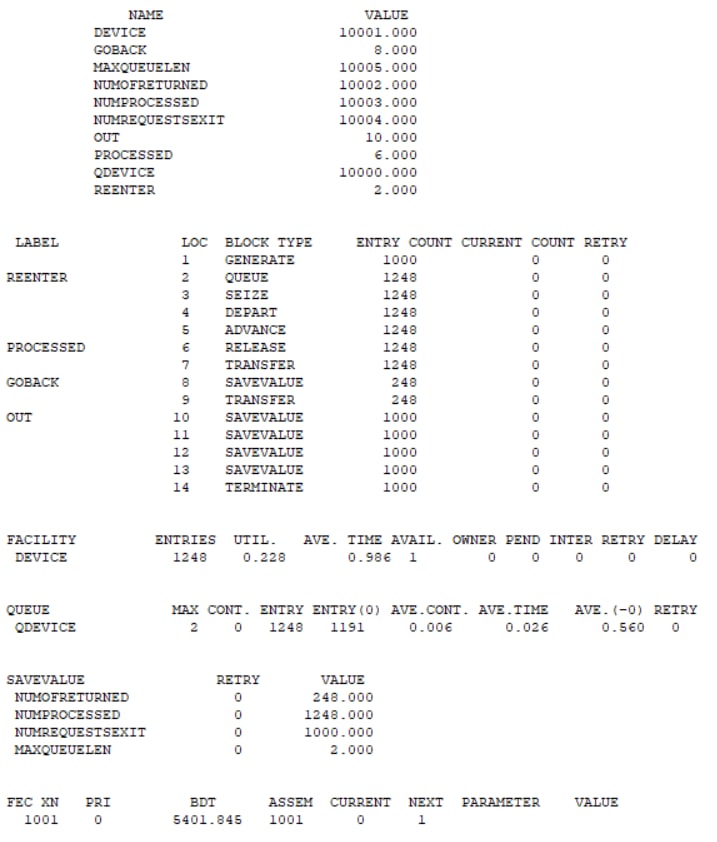 NAME VALUE
DEVICE 10001.000
GOBACK 8.000
MAXQUEUELEN 10005.000
NUMOFRETURNED 10002.000
NUMPROCESSED 10003.000
NUMREQUESTSEXIT 10004.000
OUT 10.000
PROCESSED 6.000
QDEVICE 10000.000
REENTER 2.000
LABEL LOC BLOCK TYPE ENTRY COUNT CURRENT COUNT RETRY
1 GENERATE 1000 0 0
REENTER 2 QUEUE 1248 0 0
3 SEIZE 1248 0 0
4 DEPART 1248 0 0
5 ADVANCE 1248 0 0
PROCESSED 6 RELEASE 1248 0 0
7 TRANSFER 1248 0 0
GOBACK 8 SAVEVALUE 248 0 0
9 TRANSFER 248 0 0
OUT 10 SAVEVALUE 1000 0 0
11 SAVEVALUE 1000 0 0
12 SAVEVALUE 1000 0 0
13 SAVEVALUE 1000 0 0
14 TERMINATE 1000 0 0
FACILITY ENTRIES UTIL. AVE. TIME AVAIL. OWNER PEND INTER RETRY DELAY
DEVICE 1248 0.228 0.986 1 0 0 0 0 0
QUEUE MAX CONT. ENTRY ENTRY(0) AVE.CONT. AVE.TIME AVE.(-0) RETRY
QDEVICE 2 0 1248 1191 0.006 0.026 0.560 0
SAVEVALUE RETRY VALUE
NUMOFRETURNED 0 248.000
NUMPROCESSED 0 1248.000
NUMREQUESTSEXIT 0 1000.000
MAXQUEUELEN 0 2.000
FEC XN PRI BDT ASSEM CURRENT NEXT PARAMETER VALUE
1001 0 5401.845 1001 0 1